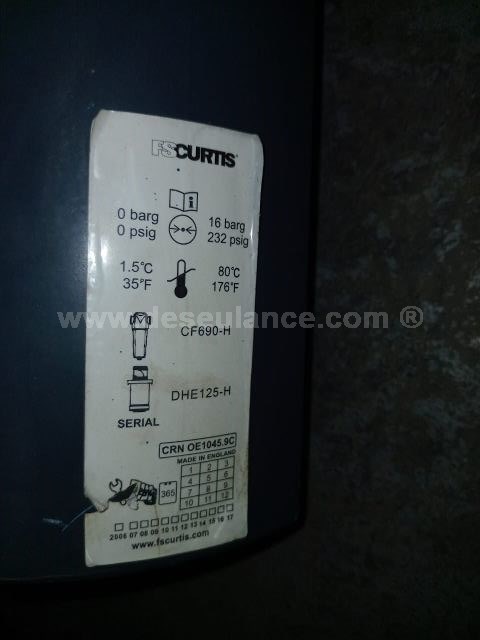 FSCURTIS
0 barg 16 barg
0 psig 232 psig
1.5°C 80°C
35°F 176°F
www.deseulance.com ®
CF690-H
DHE125-H
SERIAL
CRN OE1045.9C
MADE IN ENGLAND
1 2 3
4 5 6
365 7 8 9
10 11 12
2006 07 08 09 10 11 12 13 14 15 16 17
www.fscurtis.com